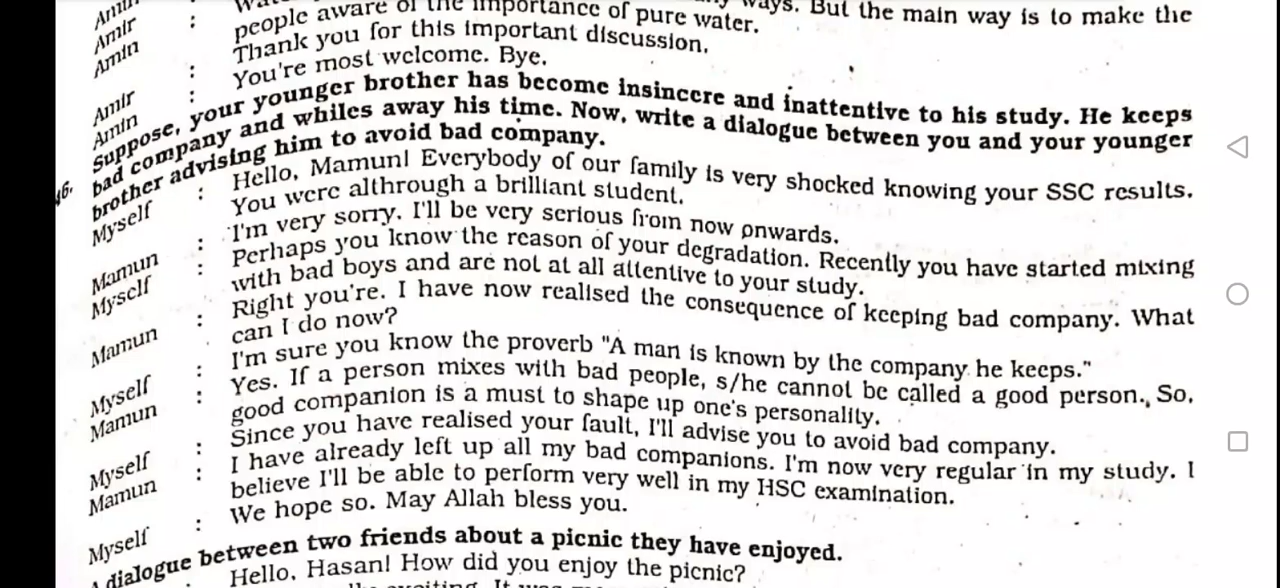 ways. But the main way is to make the
Amir : people aware of the importance of pure water.
Amin : Thank you for this important discussion.
Amir : You're most welcome. Bye.
Amin :
46. Suppose, your younger brother has become insincere and inattentive to his study. He keeps
bad company and whiles away his time. Now, write a dialogue between you and your younger
brother advising him to avoid bad company.
Myself : Hello, Mamun! Everybody of our family is very shocked knowing your SSC results.
You were althrough a brilliant student.
Mamun : I'm very sorry. I'll be very serious from now onwards.
Myself : Perhaps you know the reason of your degradation. Recently you have started mixing
with bad boys and are not at all attentive to your study.
Mamun : Right you're. I have now realised the consequence of keeping bad company. What
can I do now?
Myself : I'm sure you know the proverb "A man is known by the company he keeps."
Mamun : Yes. If a person mixes with bad people, s/he cannot be called a good person. So,
good companion is a must to shape up one's personality.
Myself : Since you have realised your fault, I'll advise you to avoid bad company.
Mamun : I have already left up all my bad companions. I'm now very regular in my study. I
believe I'll be able to perform very well in my HSC examination.
Myself : We hope so. May Allah bless you.
A dialogue between two friends about a picnic they have enjoyed.
: Hello, Hasan! How did you enjoy the picnic?